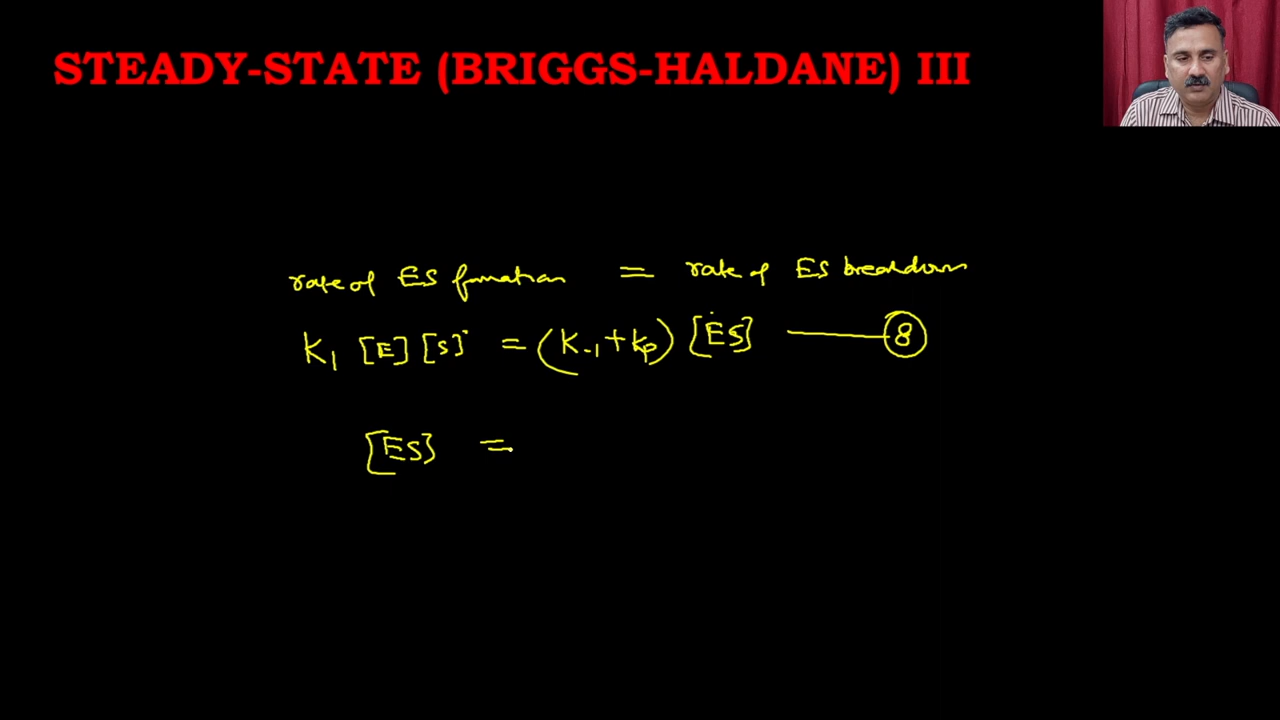 STEADY-STATE (BRIGGS-HALDANE) III
rate of ES formation = rate of ES breakdown
K₁ [E] [S] = (K₋₁ + kₚ) [ES] —— 8
[ES] =